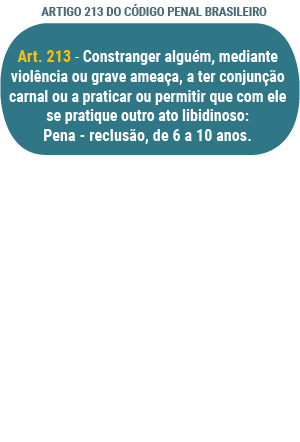 ARTIGO 213 DO CÓDIGO PENAL BRASILEIRO
Art. 213 - Constranger alguém, mediante
violência ou grave ameaça, a ter conjunção
carnal ou a praticar ou permitir que com ele
se pratique outro ato libidinoso:
Pena - reclusão, de 6 a 10 anos.